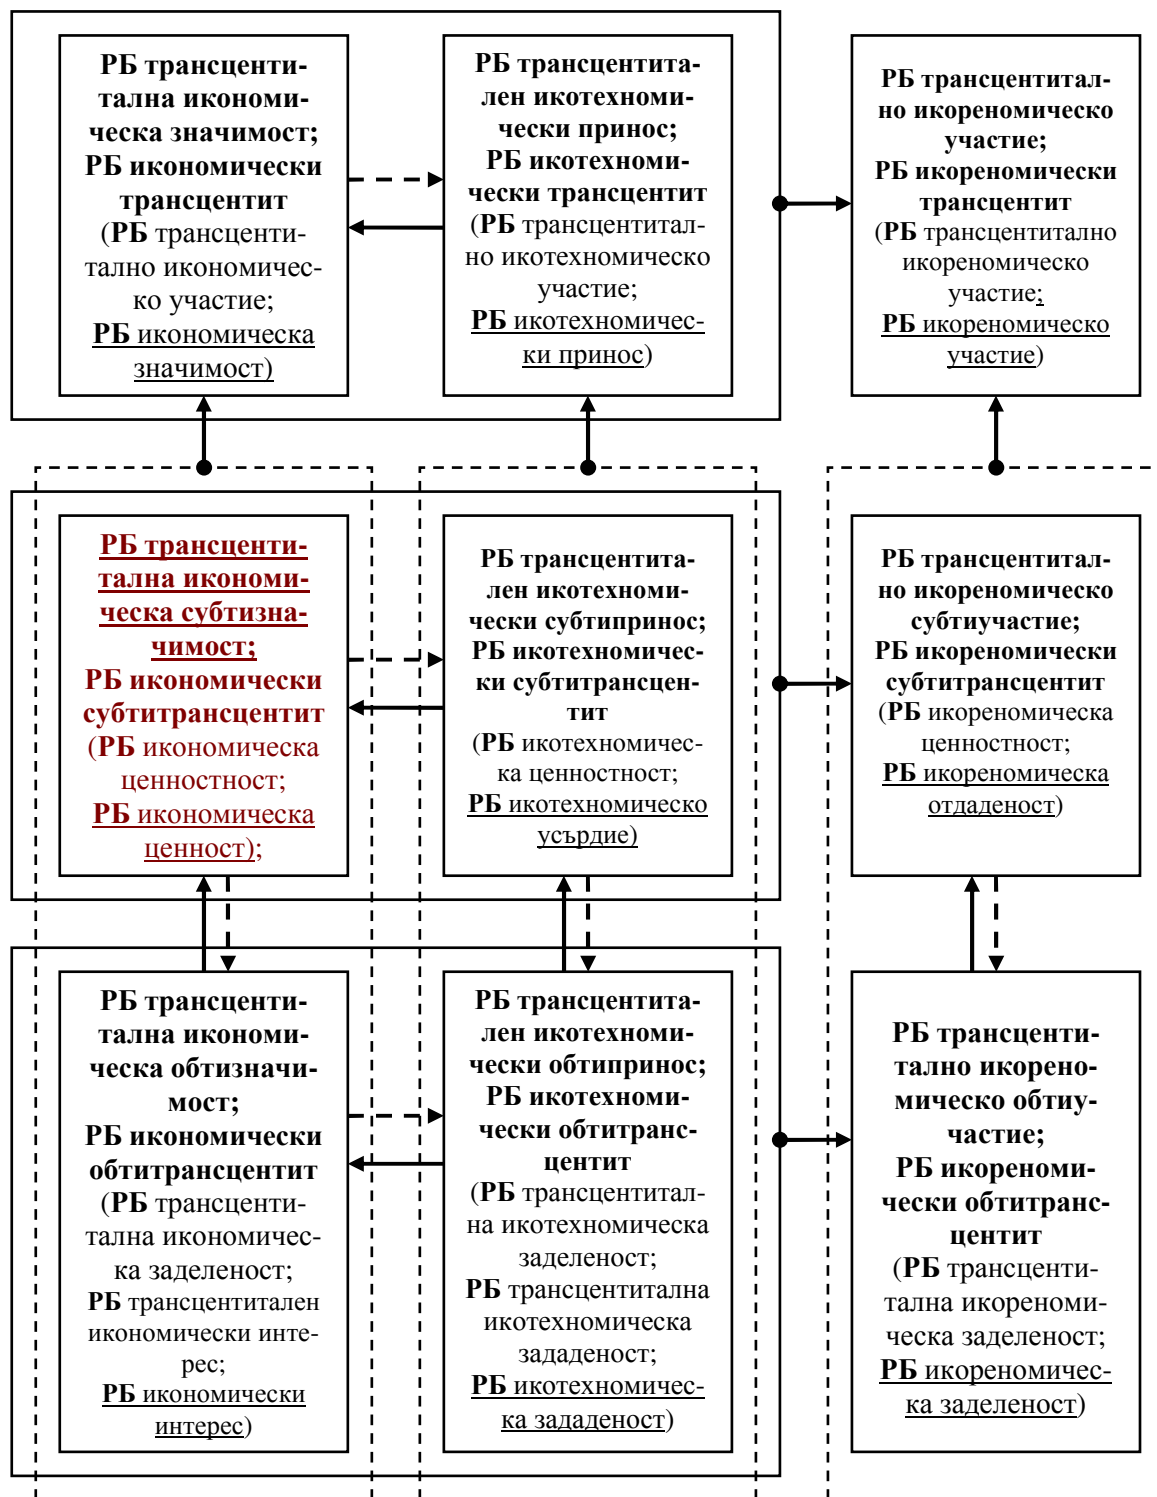 РБ трансценти-
тална икономи-
ческа значимост;
РБ икономически
трансцентит
(РБ трансценти-
тално икономичес-
ко участие;
РБ икономическа
значимост)
РБ трансцентита-
лен икотехноми-
чески принос;
РБ икотехноми-
чески трансцентит
(РБ трансцентитал-
но икотехномическо
участие;
РБ икотехномичес-
ки принос)
РБ трансцентитал-
но икореномическо
участие;
РБ икореномически
трансцентит
(РБ трансцентитално
икореномическо
участие;
РБ икореномическо
участие)
РБ трансценти-
тална икономи-
ческа субтизна-
чимост;
РБ икономически
субтитрансцентит
(РБ икономическа
ценностност;
РБ икономическа
ценност);
РБ трансцентита-
лен икотехноми-
чески субтипринос;
РБ икотехномичес-
ки субтитрансцен-
тит
(РБ икотехномичес-
ка ценностност;
РБ икотехномическо
усърдие)
РБ трансцентитал-
но икореномическо
субтиучастие;
РБ икореномически
субтитрансцентит
(РБ икореномическа
ценностност;
РБ икореномическа
отдаденост)
РБ трансценти-
тална икономи-
ческа обтизначи-
мост;
РБ икономически
обтитрансцентит
(РБ трансценти-
тална икономичес-
ка заделеност;
РБ трансцентитален
икономически инте-
рес;
РБ икономически
интерес)
РБ трансцентита-
лен икотехноми-
чески обтипринос;
РБ икотехноми-
чески обтитранс-
центит
(РБ трансцентитал-
на икотехномическа
заделеност;
РБ трансцентитална
икотехномическа
зададеност;
РБ икотехномичес-
ка зададеност)
РБ трансценти-
тално икорено-
мическо обтиу-
частие;
РБ икореноми-
чески обтитранс-
центит
(РБ трансценти-
тална икореноми-
ческа заделеност;
РБ икореномичес-
ка заделеност)